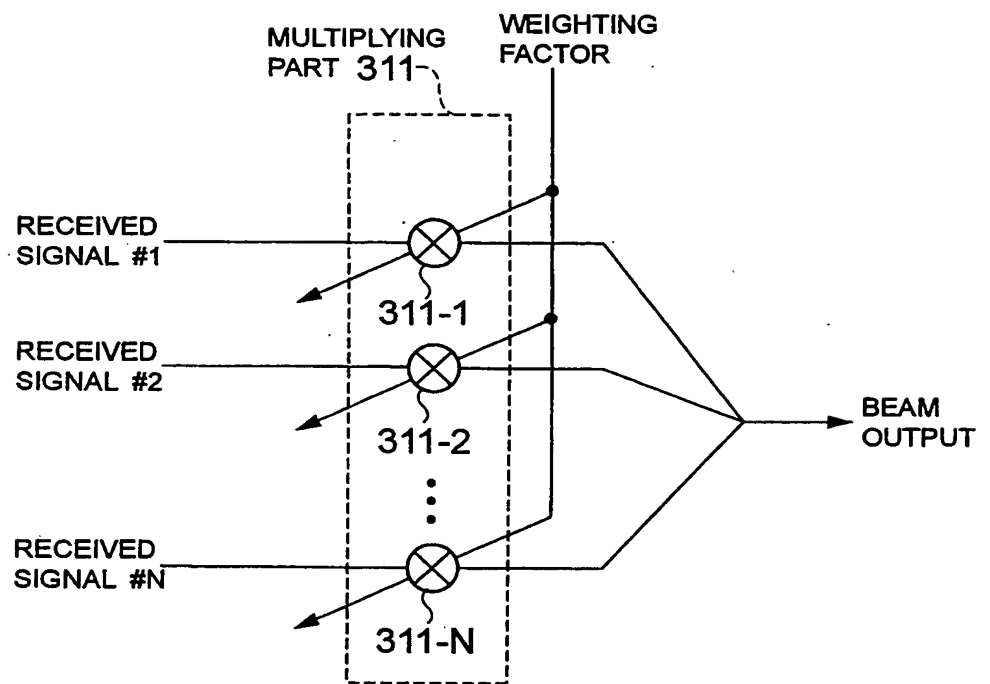 MULTIPLYING
PART 311
WEIGHTING
FACTOR
RECEIVED
SIGNAL #1
311-1
RECEIVED
SIGNAL #2
311-2
BEAM
OUTPUT
RECEIVED
SIGNAL #N
311-N